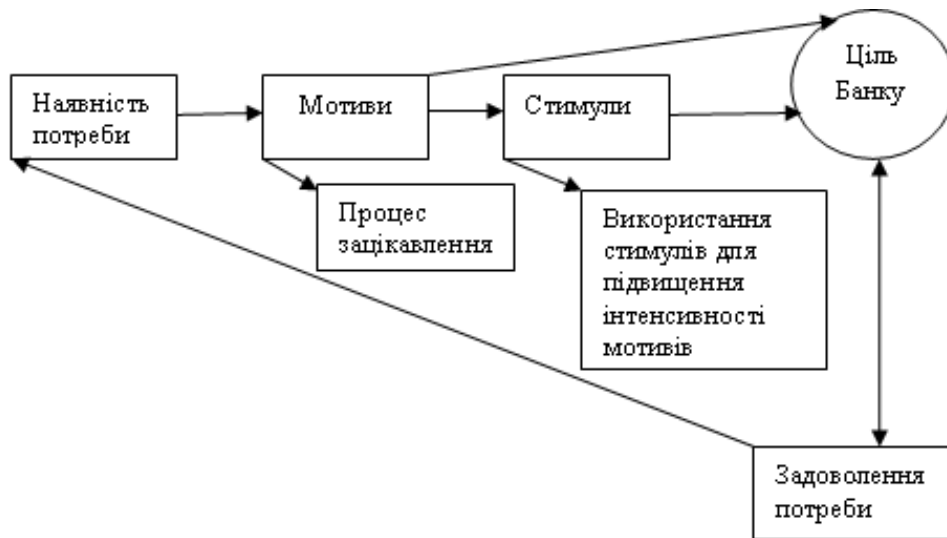 Наявність
потреби
Мотиви
Стимули
Ціль
Банку
Процес
зацікавлення
Використання
стимулів для
підвищення
інтенсивності
мотивів
Задоволення
потреби